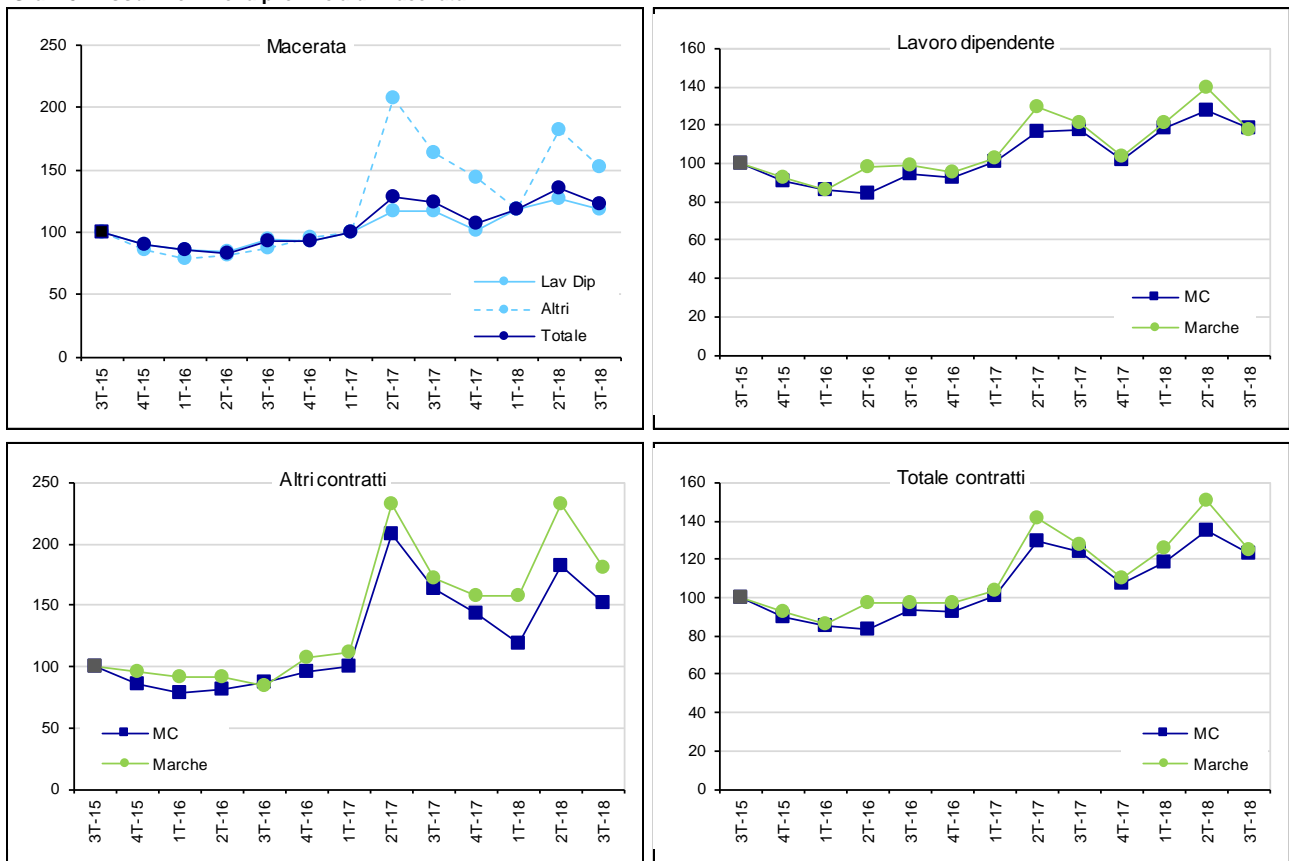 Macerata
250
200
150
100
50
0
3T-15
4T-15
1T-16
2T-16
3T-16
4T-16
1T-17
2T-17
3T-17
4T-17
1T-18
2T-18
3T-18
Lav Dip
Altri
Totale
Lavoro dipendente
160
140
120
100
80
60
40
20
0
3T-15
4T-15
1T-16
2T-16
3T-16
4T-16
1T-17
2T-17
3T-17
4T-17
1T-18
2T-18
3T-18
MC
Marche
Altri contratti
250
200
150
100
50
0
3T-15
4T-15
1T-16
2T-16
3T-16
4T-16
1T-17
2T-17
3T-17
4T-17
1T-18
2T-18
3T-18
MC
Marche
Totale contratti
160
140
120
100
80
60
40
20
0
3T-15
4T-15
1T-16
2T-16
3T-16
4T-16
1T-17
2T-17
3T-17
4T-17
1T-18
2T-18
3T-18
MC
Marche